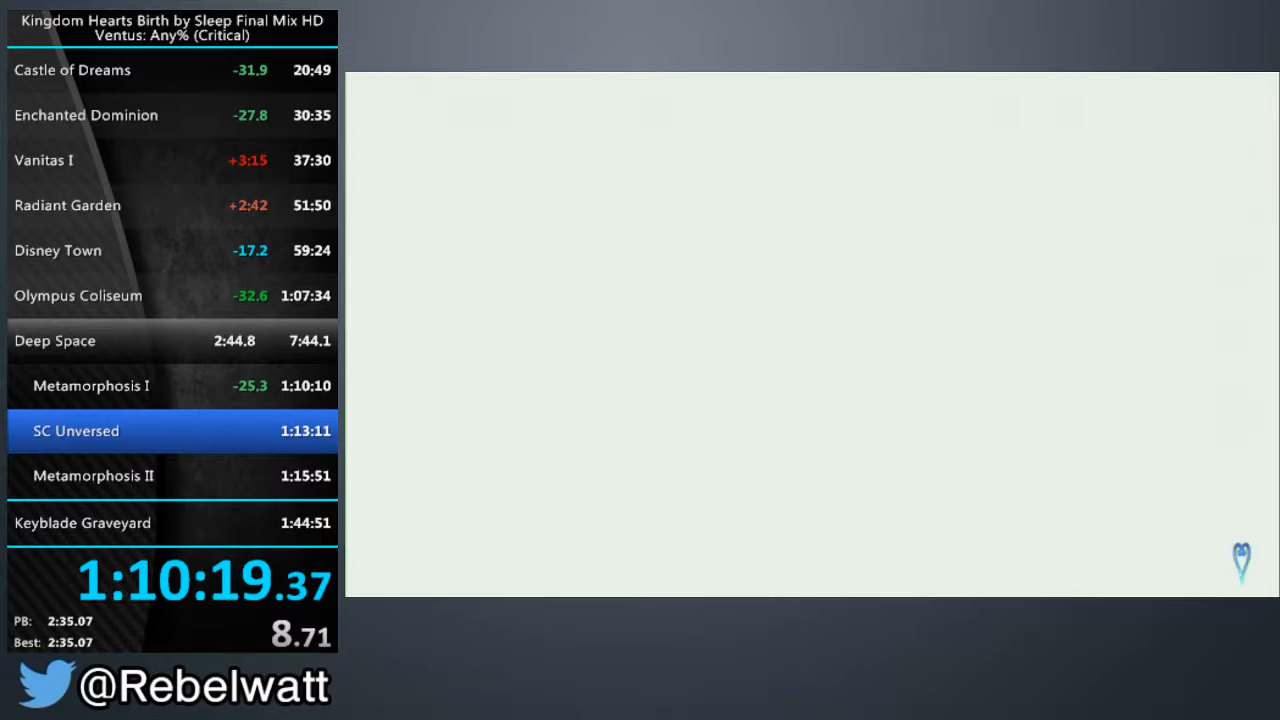 Kingdom Hearts Birth by Sleep Final Mix HD
Ventus: Any% (Critical)
Castle of Dreams -31.9 20:49
Enchanted Dominion -27.8 30:35
Vanitas I +3:15 37:30
Radiant Garden +2:42 51:50
Disney Town -17.2 59:24
Olympus Coliseum -32.6 1:07:34
Deep Space 2:44.8 7:44.1
Metamorphosis I -25.3 1:10:10
SC Unversed 1:13:11
Metamorphosis II 1:15:51
Keyblade Graveyard 1:44:51
1:10:19.37
PB: 2:35.07
Best: 2:35.07
8.71
@Rebelwatt